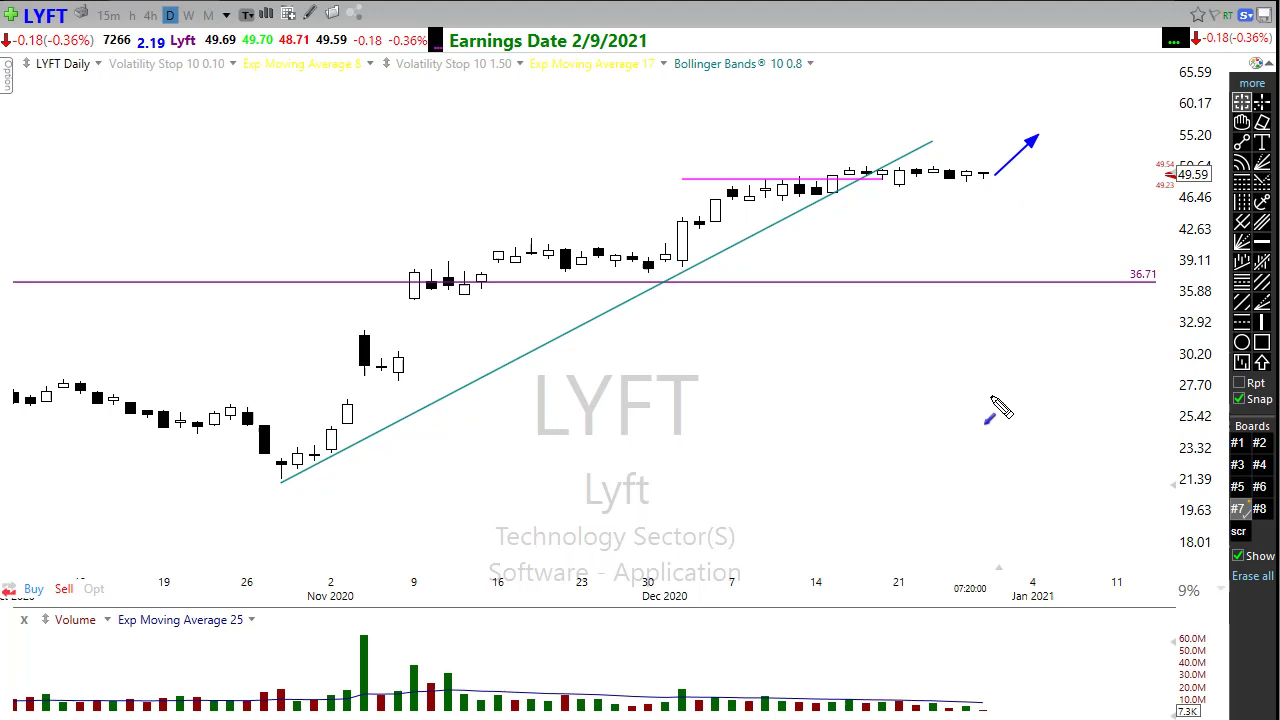 LYFT 15m h 4h D W M T RT S
-0.18(-0.36%) 7266 2.19 Lyft 49.69 49.70 48.71 49.59 -0.18 -0.36% ... Earnings Date 2/9/2021 ... -0.18(-0.36%)
Option
LYFT Daily Volatility Stop 10 0.10 Exp Moving Average 8 Volatility Stop 10 1.50 Exp Moving Average 17 Bollinger Bands® 10 0.8
65.59
60.17
55.20
49.54
49.59
49.23
46.46
42.63
39.11
36.71
35.88
32.92
30.20
27.70
25.42
23.32
21.39
19.63
18.01
more
T
Rpt
Snap
Boards
#1 #2
#3 #4
#5 #6
#7 #8
scr
Show
Erase all
LYFT
Lyft
Technology Sector(S)
Software - Application
19 26 2 9 16 23 30 7 14 21 4 11
Nov 2020 Dec 2020 07:20:00 Jan 2021
Buy Sell Opt
9%
x Volume Exp Moving Average 25
60.0M
50.0M
40.0M
30.0M
20.0M
10.0M
7.3K